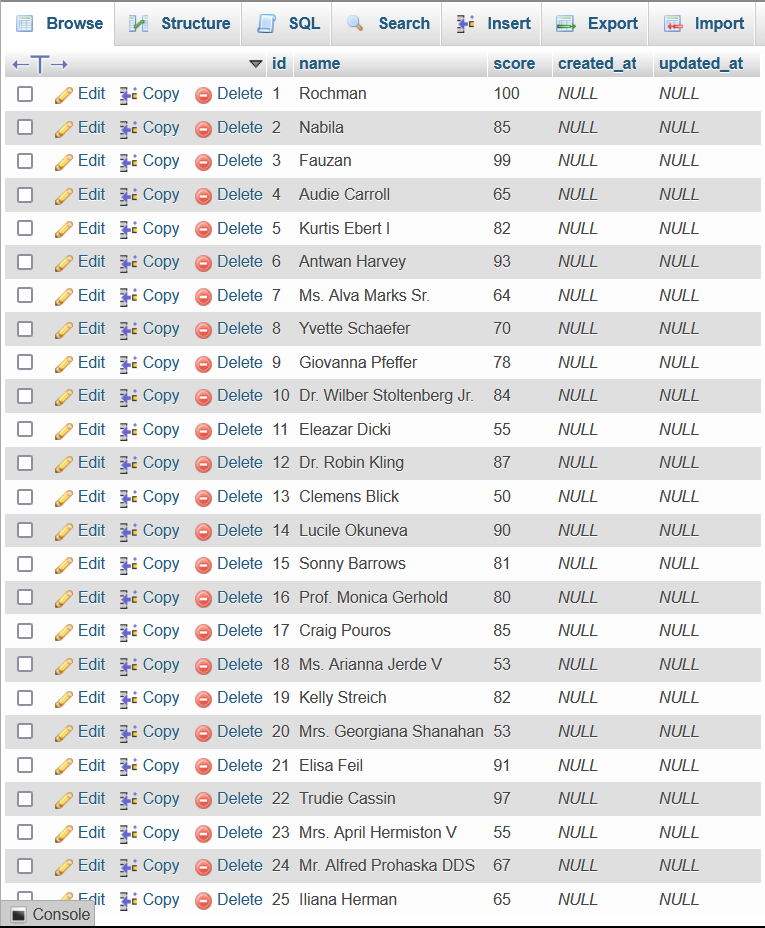 Browse Structure SQL Search Insert Export Import
←T→ id name score created_at updated_at
Edit Copy Delete 1 Rochman 100 NULL NULL
Edit Copy Delete 2 Nabila 85 NULL NULL
Edit Copy Delete 3 Fauzan 99 NULL NULL
Edit Copy Delete 4 Audie Carroll 65 NULL NULL
Edit Copy Delete 5 Kurtis Ebert I 82 NULL NULL
Edit Copy Delete 6 Antwan Harvey 93 NULL NULL
Edit Copy Delete 7 Ms. Alva Marks Sr. 64 NULL NULL
Edit Copy Delete 8 Yvette Schaefer 70 NULL NULL
Edit Copy Delete 9 Giovanna Pfeffer 78 NULL NULL
Edit Copy Delete 10 Dr. Wilber Stoltenberg Jr. 84 NULL NULL
Edit Copy Delete 11 Eleazar Dicki 55 NULL NULL
Edit Copy Delete 12 Dr. Robin Kling 87 NULL NULL
Edit Copy Delete 13 Clemens Blick 50 NULL NULL
Edit Copy Delete 14 Lucile Okuneva 90 NULL NULL
Edit Copy Delete 15 Sonny Barrows 81 NULL NULL
Edit Copy Delete 16 Prof. Monica Gerhold 80 NULL NULL
Edit Copy Delete 17 Craig Pouros 85 NULL NULL
Edit Copy Delete 18 Ms. Arianna Jerde V 53 NULL NULL
Edit Copy Delete 19 Kelly Streich 82 NULL NULL
Edit Copy Delete 20 Mrs. Georgiana Shanahan 53 NULL NULL
Edit Copy Delete 21 Elisa Feil 91 NULL NULL
Edit Copy Delete 22 Trudie Cassin 97 NULL NULL
Edit Copy Delete 23 Mrs. April Hermiston V 55 NULL NULL
Edit Copy Delete 24 Mr. Alfred Prohaska DDS 67 NULL NULL
Edit Copy Delete 25 Iliana Herman 65 NULL NULL
Console